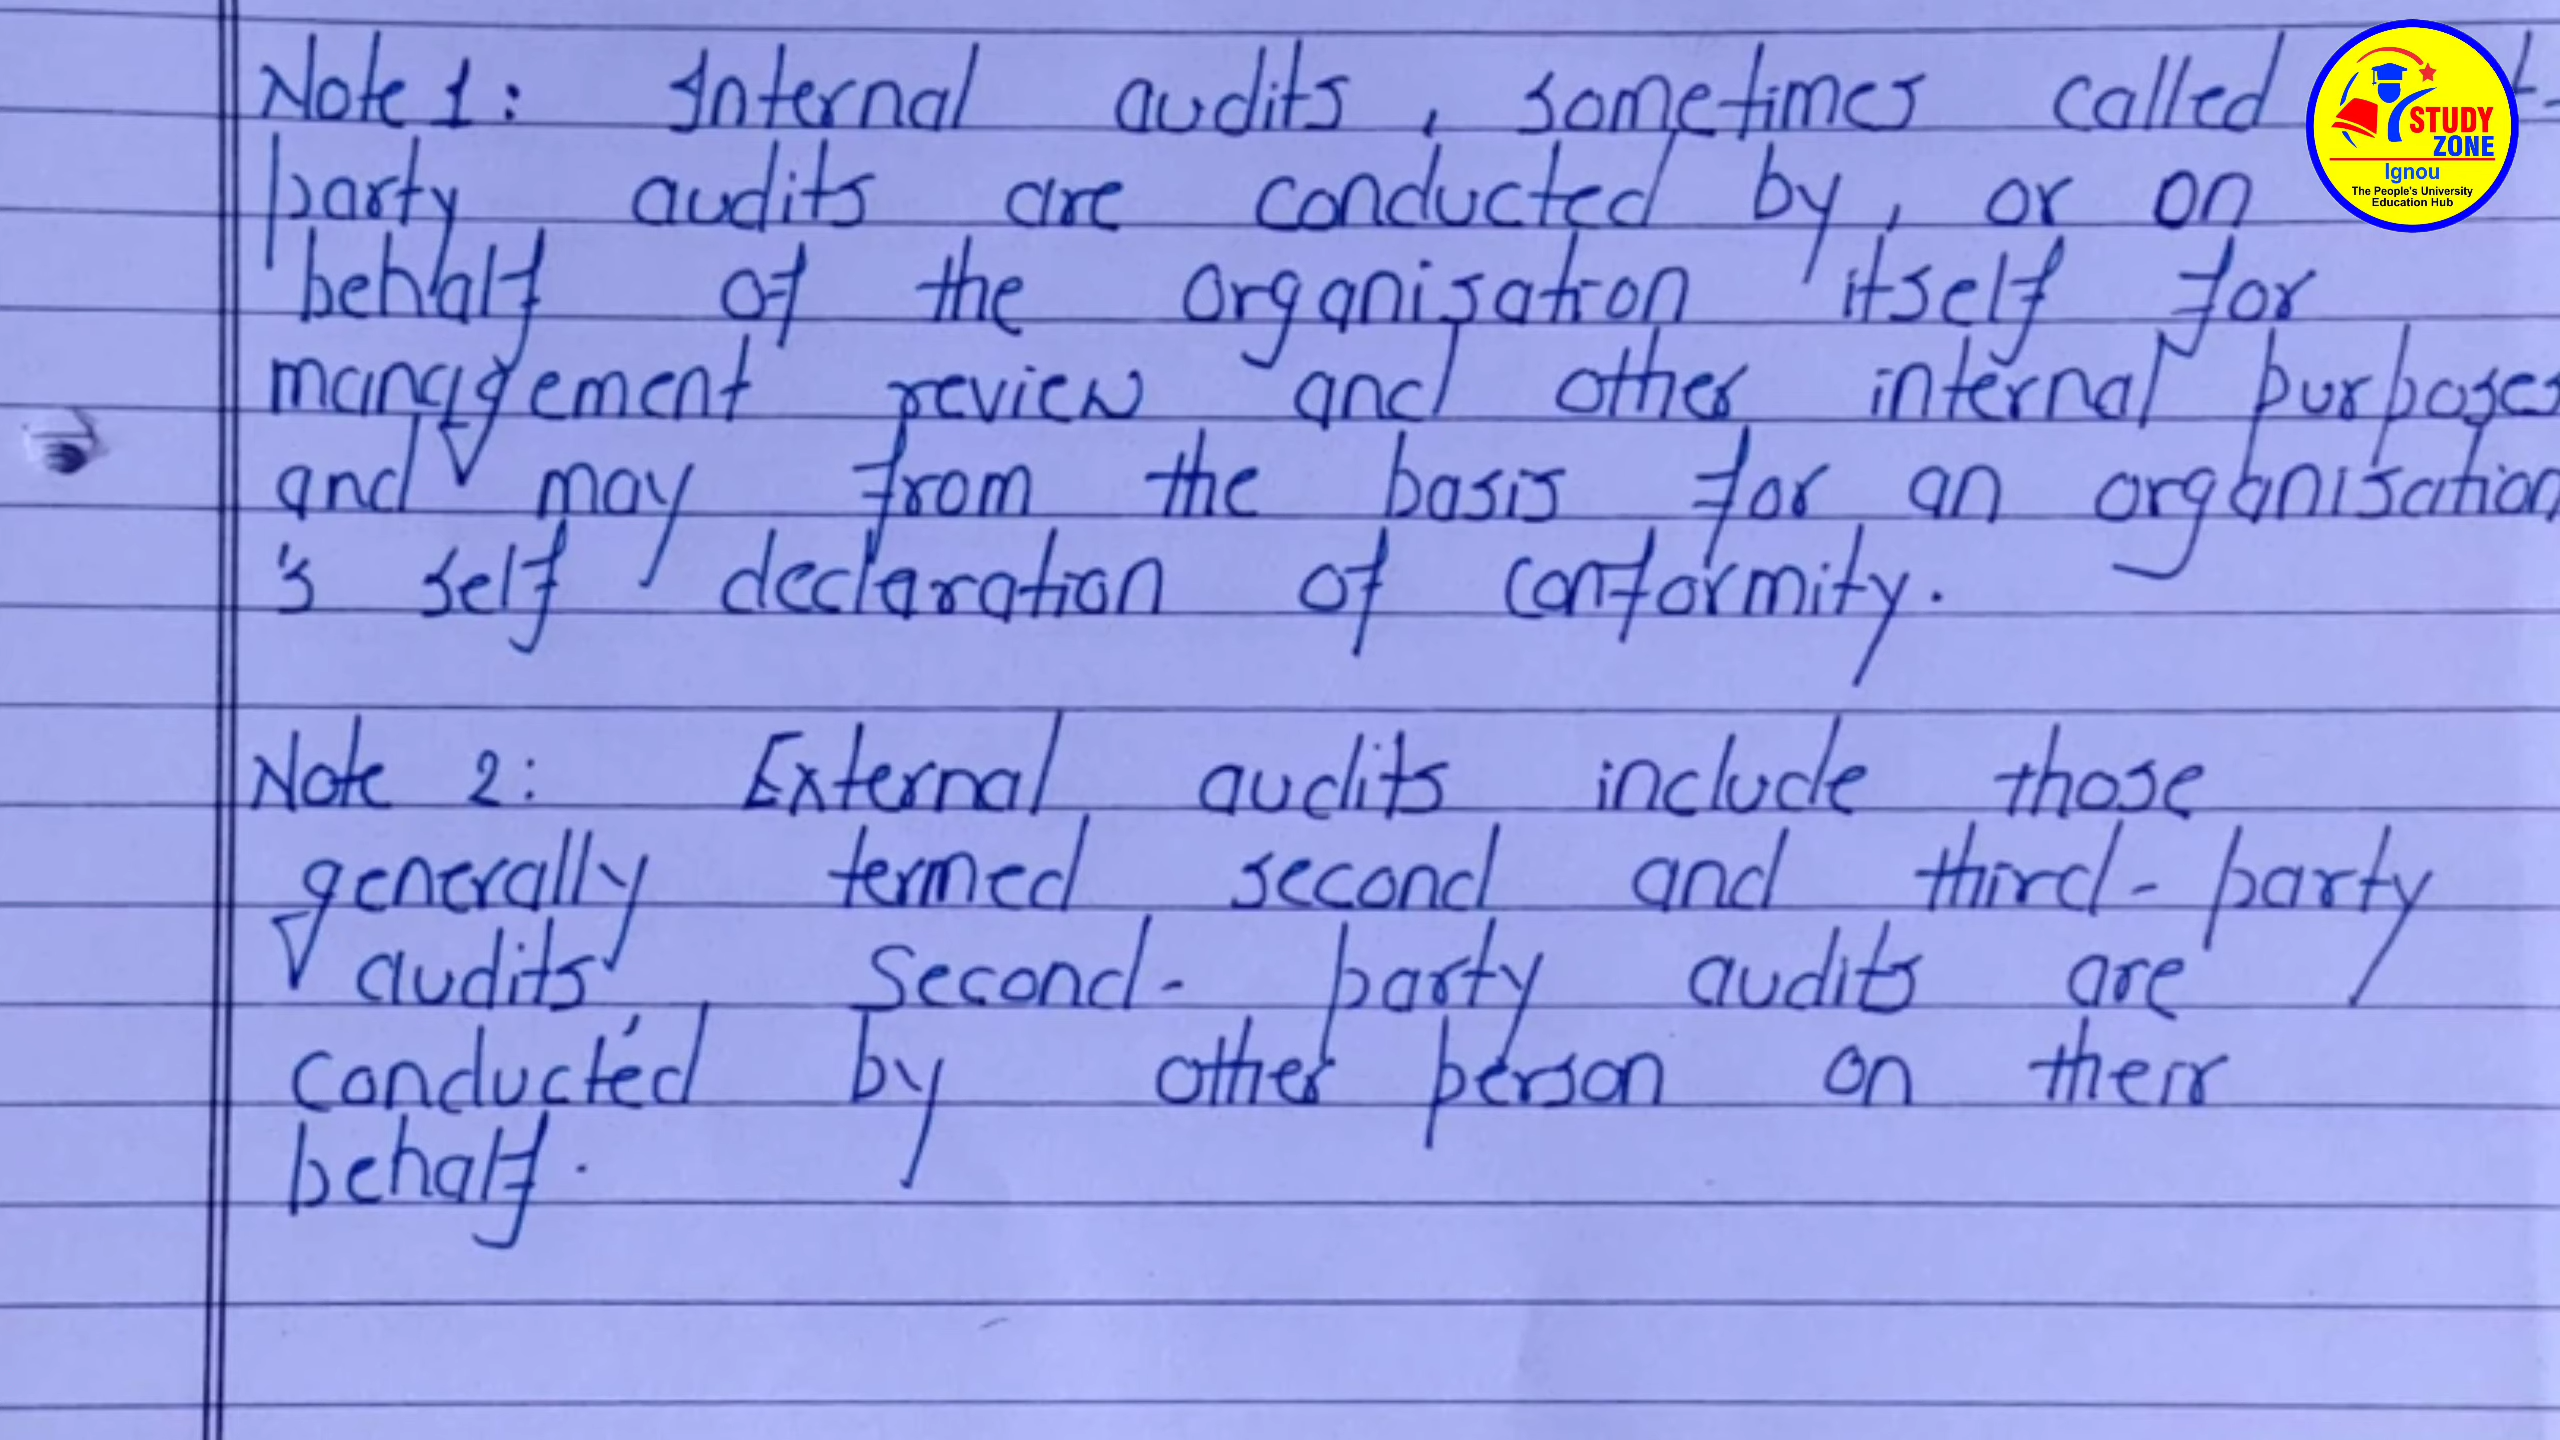 Note 1: Internal audits, sometimes called t-
party audits are conducted by, or on
behalf of the organisation itself for
management review and other internal purposes
and may from the basis for an organisation
's self declaration of conformity.
Note 2: External audits include those
generally termed second and third-party
audits, Second-party audits are
conducted by other person on their
behalf.
STUDY
ZONE
Ignou
The People's University
Education Hub